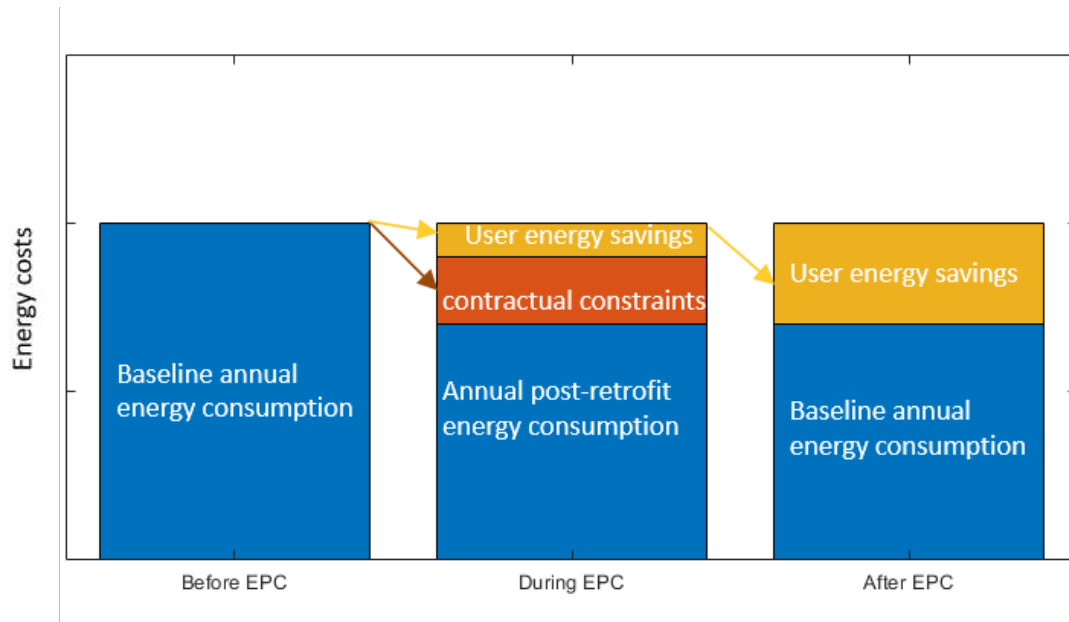 Energy costs
Baseline annual
energy consumption
User energy savings
contractual constraints
Annual post-retrofit
energy consumption
User energy savings
Baseline annual
energy consumption
Before EPC
During EPC
After EPC